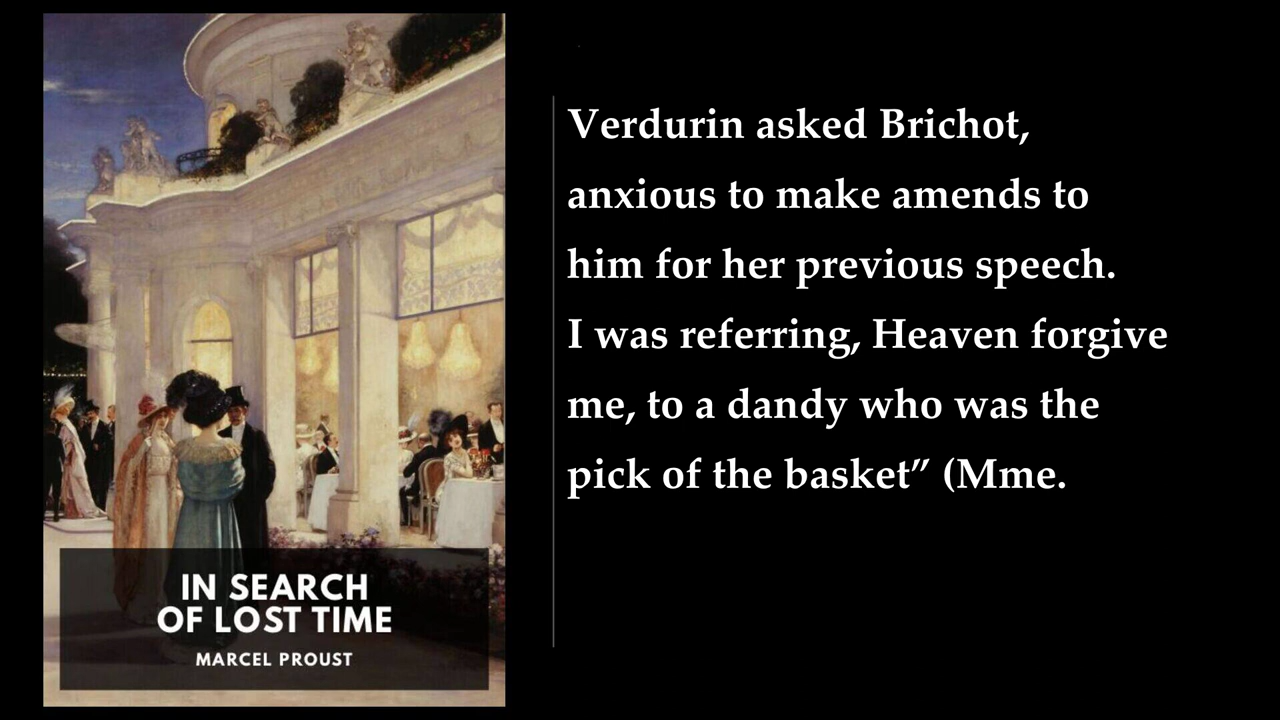 IN SEARCH
OF LOST TIME
MARCEL PROUST
Verdurin asked Brichot,
anxious to make amends to
him for her previous speech.
I was referring, Heaven forgive
me, to a dandy who was the
pick of the basket” (Mme.